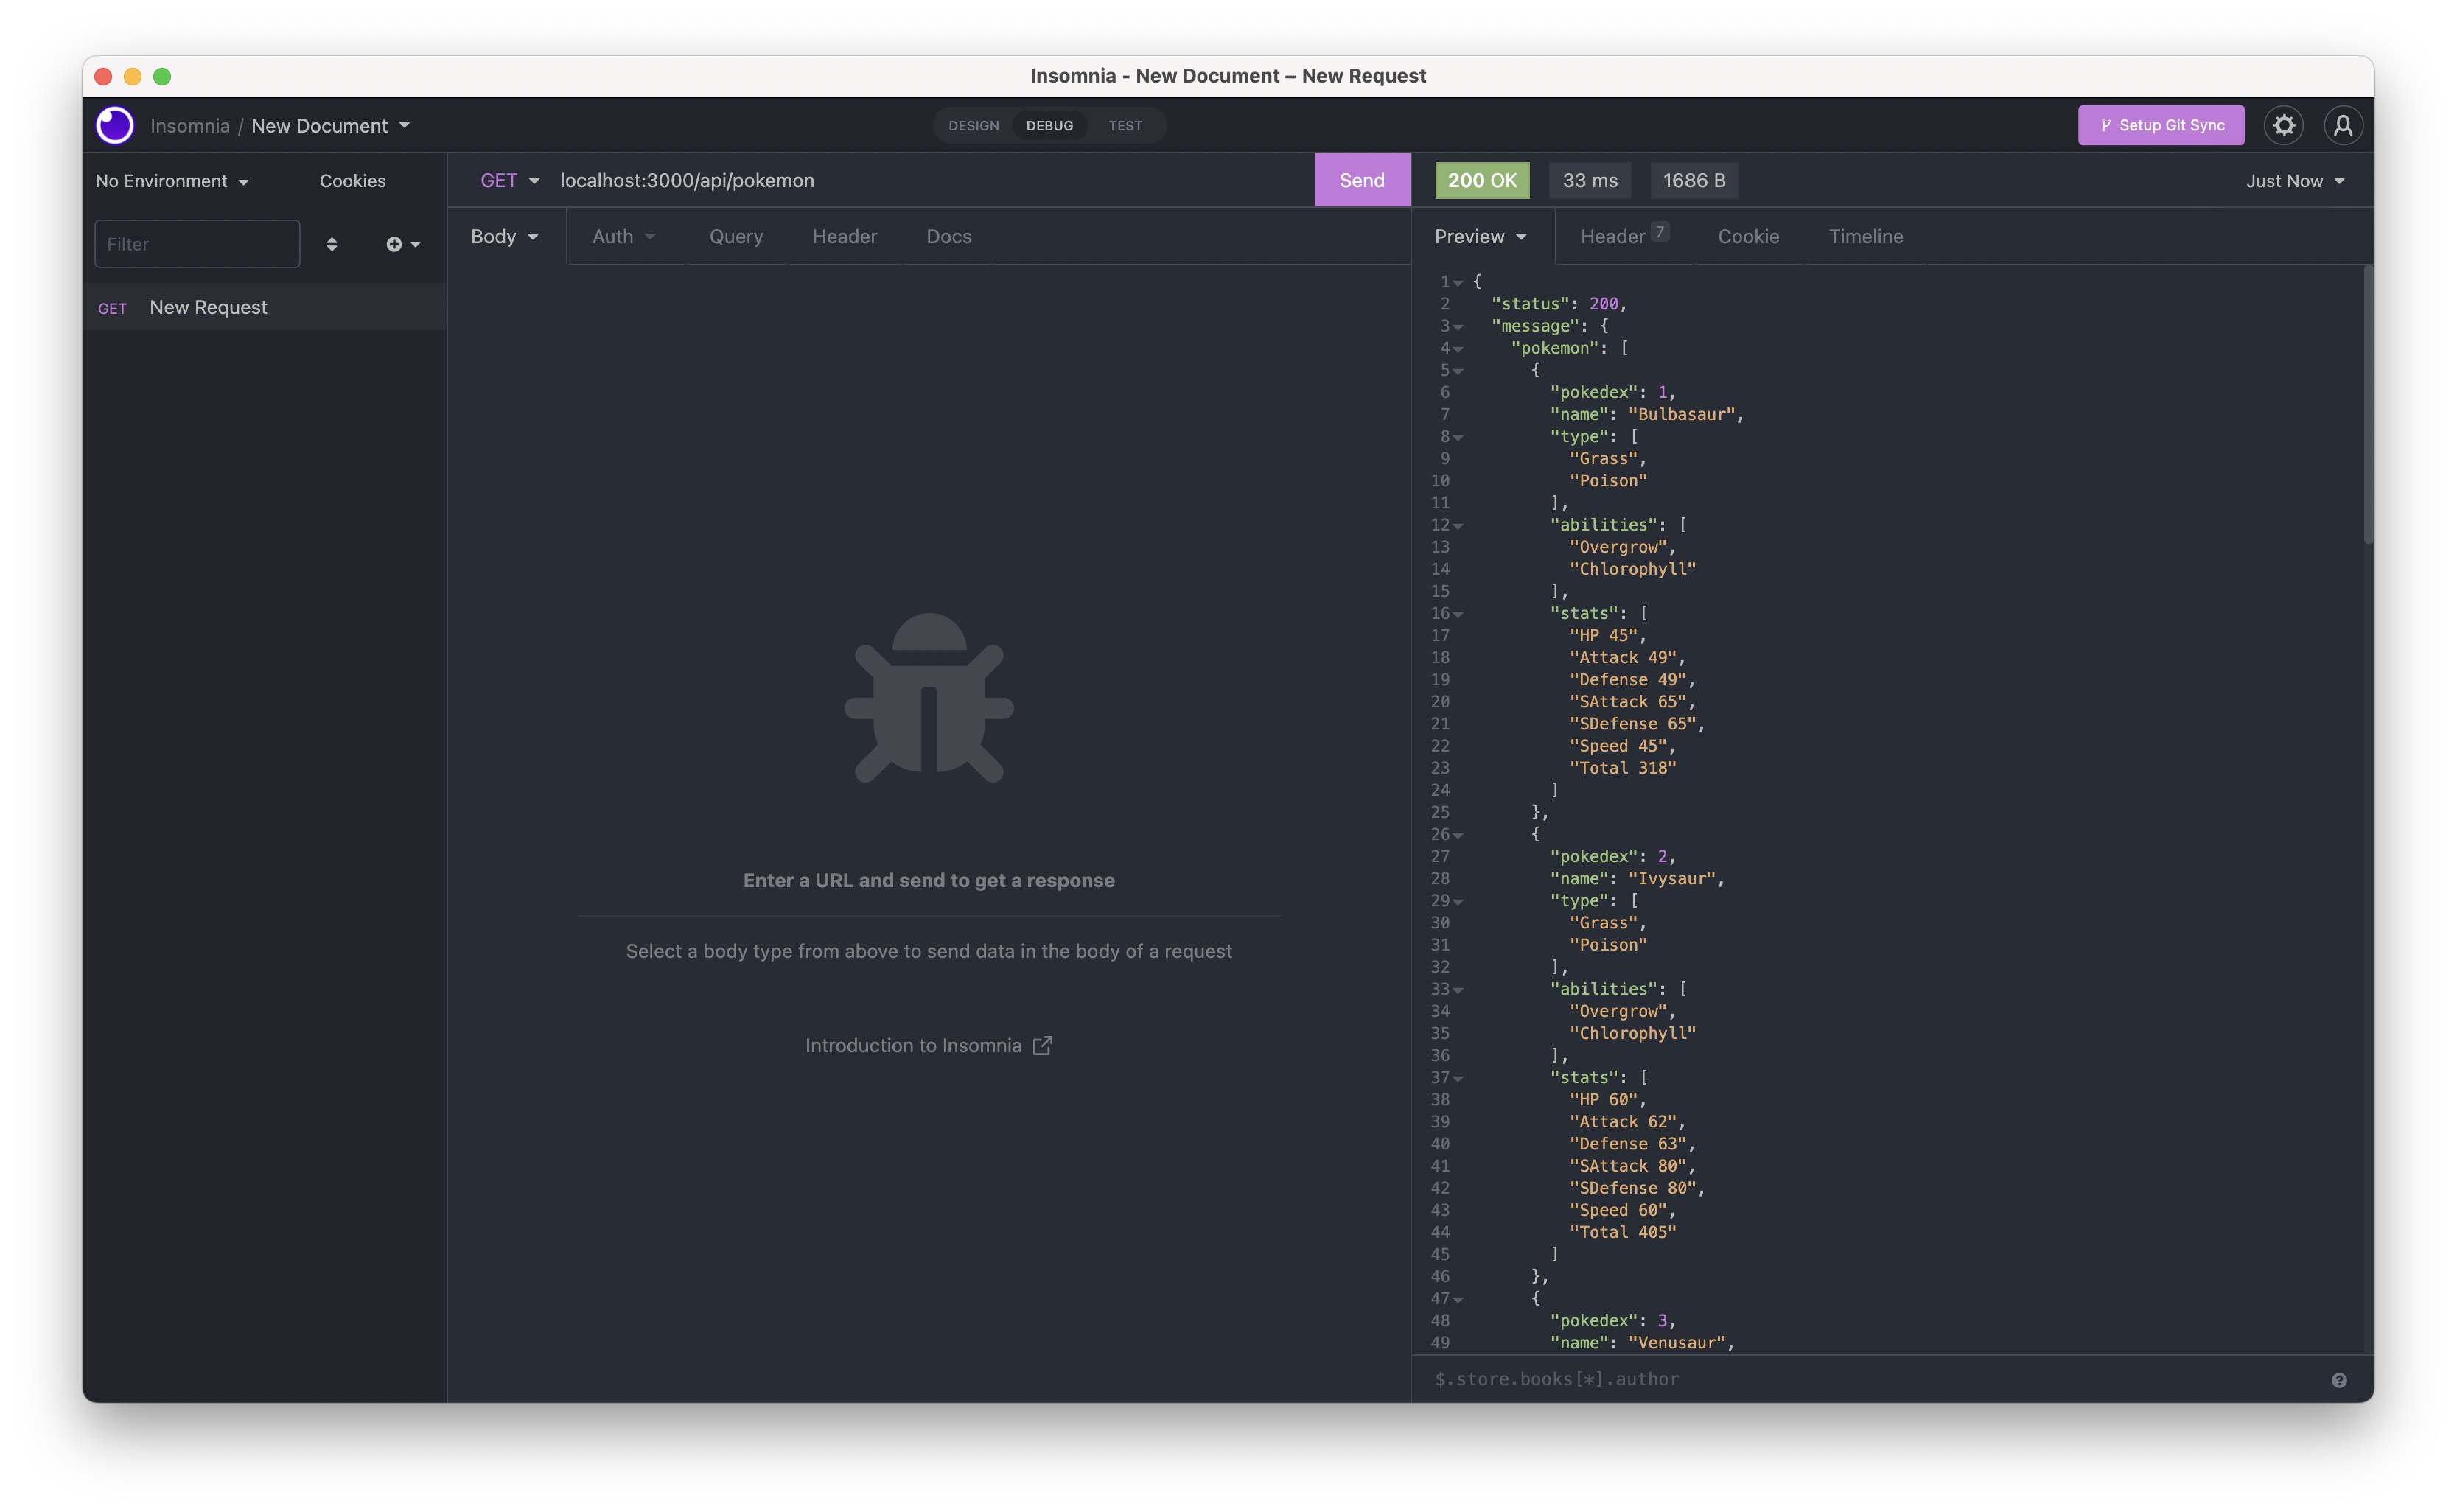 Insomnia - New Document – New Request
Insomnia / New Document
DESIGN DEBUG TEST
Setup Git Sync
No Environment Cookies
GET localhost:3000/api/pokemon Send
200 OK 33 ms 1686 B Just Now
Filter
Body Auth Query Header Docs
Preview Header 7 Cookie Timeline
GET New Request
Enter a URL and send to get a response
Select a body type from above to send data in the body of a request
Introduction to Insomnia
1 {
2 "status": 200,
3 "message": {
4 "pokemon": [
5 {
6 "pokedex": 1,
7 "name": "Bulbasaur",
8 "type": [
9 "Grass",
10 "Poison"
11 ],
12 "abilities": [
13 "Overgrow",
14 "Chlorophyll"
15 ],
16 "stats": [
17 "HP 45",
18 "Attack 49",
19 "Defense 49",
20 "SAttack 65",
21 "SDefense 65",
22 "Speed 45",
23 "Total 318"
24 ]
25 },
26 {
27 "pokedex": 2,
28 "name": "Ivysaur",
29 "type": [
30 "Grass",
31 "Poison"
32 ],
33 "abilities": [
34 "Overgrow",
35 "Chlorophyll"
36 ],
37 "stats": [
38 "HP 60",
39 "Attack 62",
40 "Defense 63",
41 "SAttack 80",
42 "SDefense 80",
43 "Speed 60",
44 "Total 405"
45 ]
46 },
47 {
48 "pokedex": 3,
49 "name": "Venusaur",
$.store.books[*].author